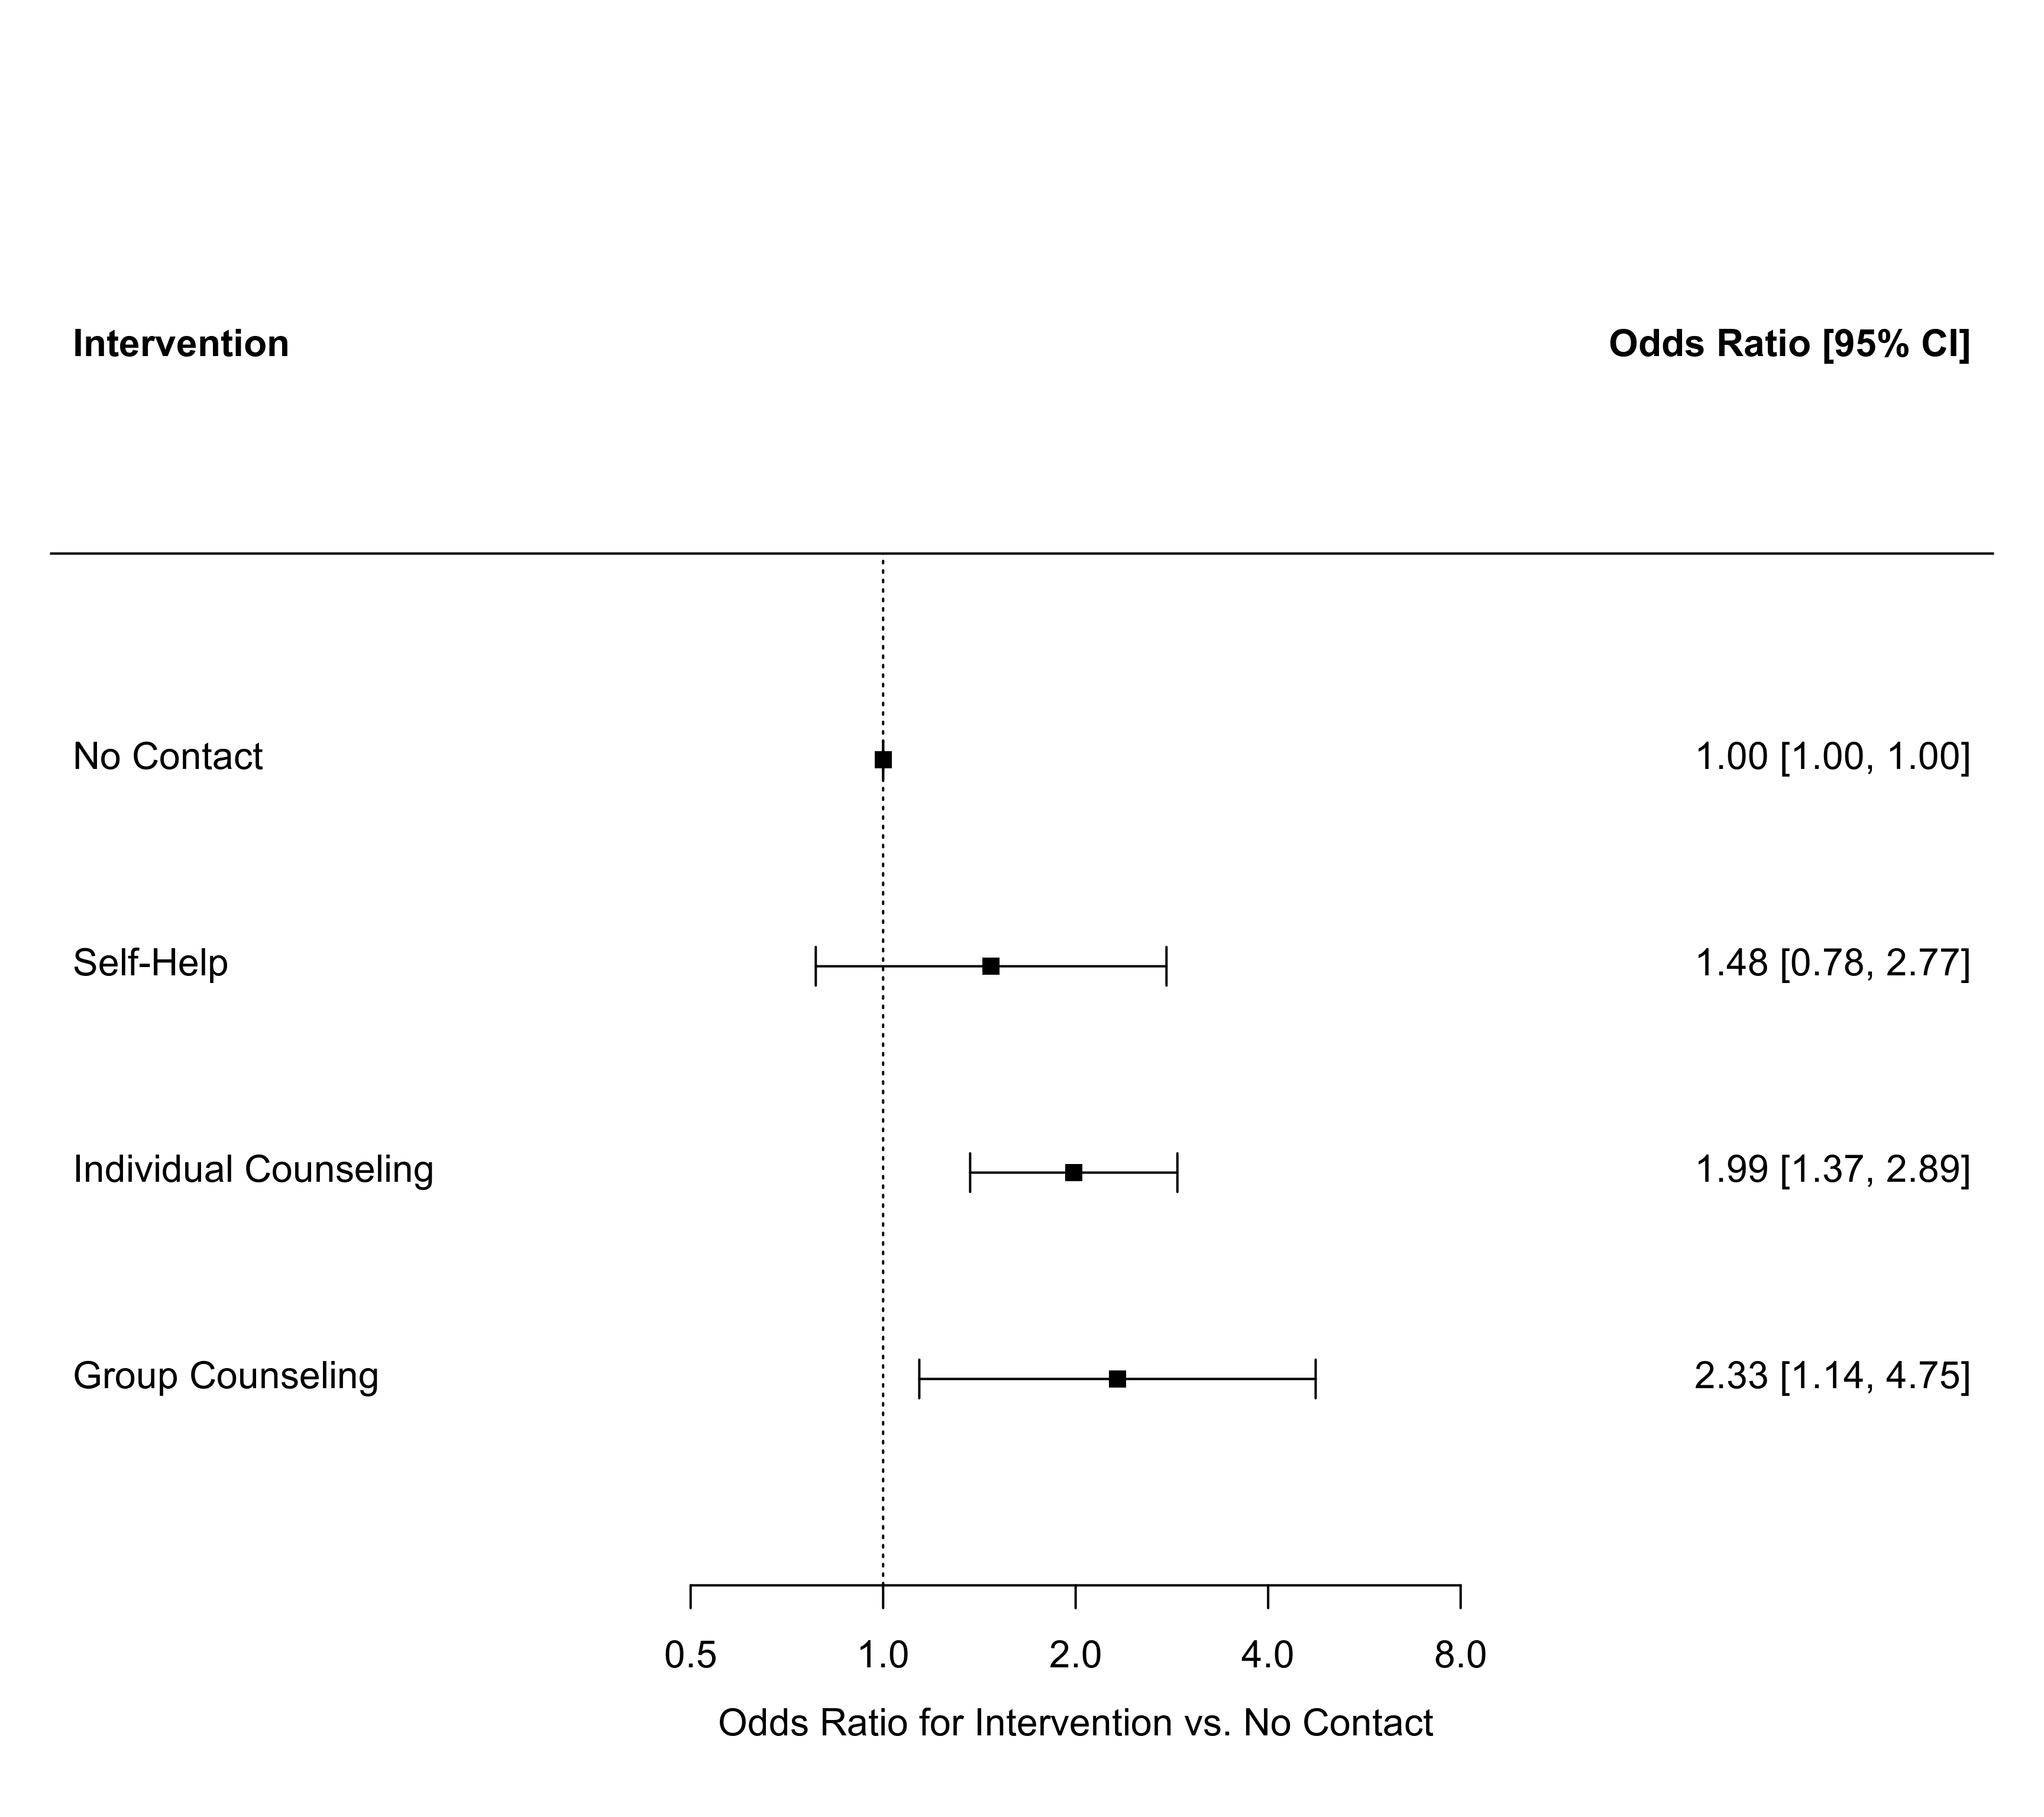 Intervention Odds Ratio [95% CI]
No Contact 1.00 [1.00, 1.00]
Self-Help 1.48 [0.78, 2.77]
Individual Counseling 1.99 [1.37, 2.89]
Group Counseling 2.33 [1.14, 4.75]
0.5 1.0 2.0 4.0 8.0
Odds Ratio for Intervention vs. No Contact